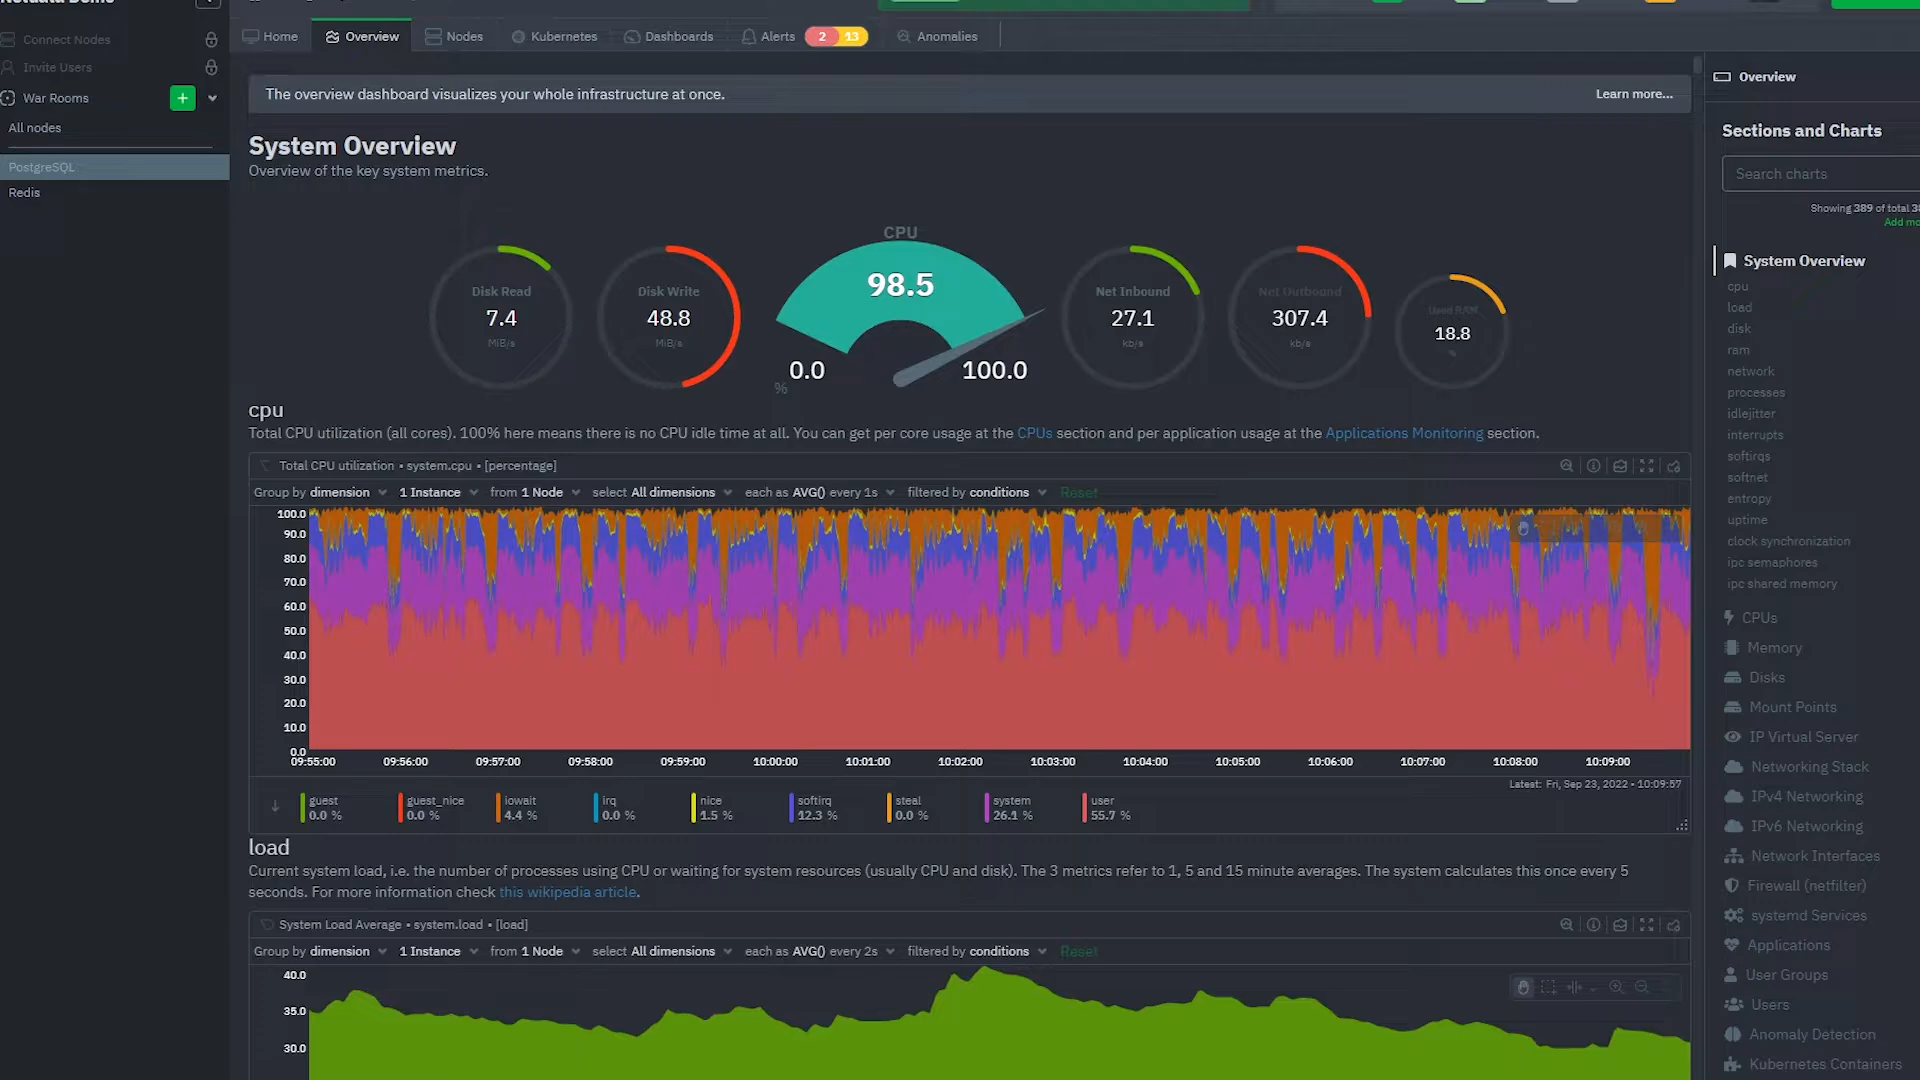 Netdata Demo
Connect Nodes
Invite Users
War Rooms
All nodes
PostgreSQL
Redis
Home
Overview
Nodes
Kubernetes
Dashboards
Alerts
2
13
Anomalies
The overview dashboard visualizes your whole infrastructure at once.
Learn more...
System Overview
Overview of the key system metrics.
Disk Read
7.4
MiB/s
Disk Write
48.8
MiB/s
CPU
98.5
0.0
100.0
%
Net Inbound
27.1
kb/s
Net Outbound
307.4
kb/s
Used RAM
18.8
cpu
Total CPU utilization (all cores). 100% here means there is no CPU idle time at all. You can get per core usage at the CPUs section and per application usage at the Applications Monitoring section.
Total CPU utilization • system.cpu • [percentage]
Group by dimension 1 Instance from 1 Node select All dimensions each as AVG() every 1s filtered by conditions Reset
100.0
90.0
80.0
70.0
60.0
50.0
40.0
30.0
20.0
10.0
0.0
09:55:00 09:56:00 09:57:00 09:58:00 09:59:00 10:00:00 10:01:00 10:02:00 10:03:00 10:04:00 10:05:00 10:06:00 10:07:00 10:08:00 10:09:00
Latest: Fri, Sep 23, 2022 • 10:09:57
guest guest_nice iowait irq nice softirq steal system user
0.0 % 0.0 % 4.4 % 0.0 % 1.5 % 12.3 % 0.0 % 26.1 % 55.7 %
load
Current system load, i.e. the number of processes using CPU or waiting for system resources (usually CPU and disk). The 3 metrics refer to 1, 5 and 15 minute averages. The system calculates this once every 5
seconds. For more information check this wikipedia article.
System Load Average • system.load • [load]
Group by dimension 1 Instance from 1 Node select All dimensions each as AVG() every 2s filtered by conditions Reset
40.0
35.0
30.0
Overview
Sections and Charts
Search charts
Showing 389 of total
Add
System Overview
cpu
load
disk
ram
network
processes
idlejitter
interrupts
softirqs
softnet
entropy
uptime
clock synchronization
ipc semaphores
ipc shared memory
CPUs
Memory
Disks
Mount Points
IP Virtual Server
Networking Stack
IPv4 Networking
IPv6 Networking
Network Interfaces
Firewall (netfilter)
systemd Services
Applications
User Groups
Users
Anomaly Detection
Kubernetes Containers